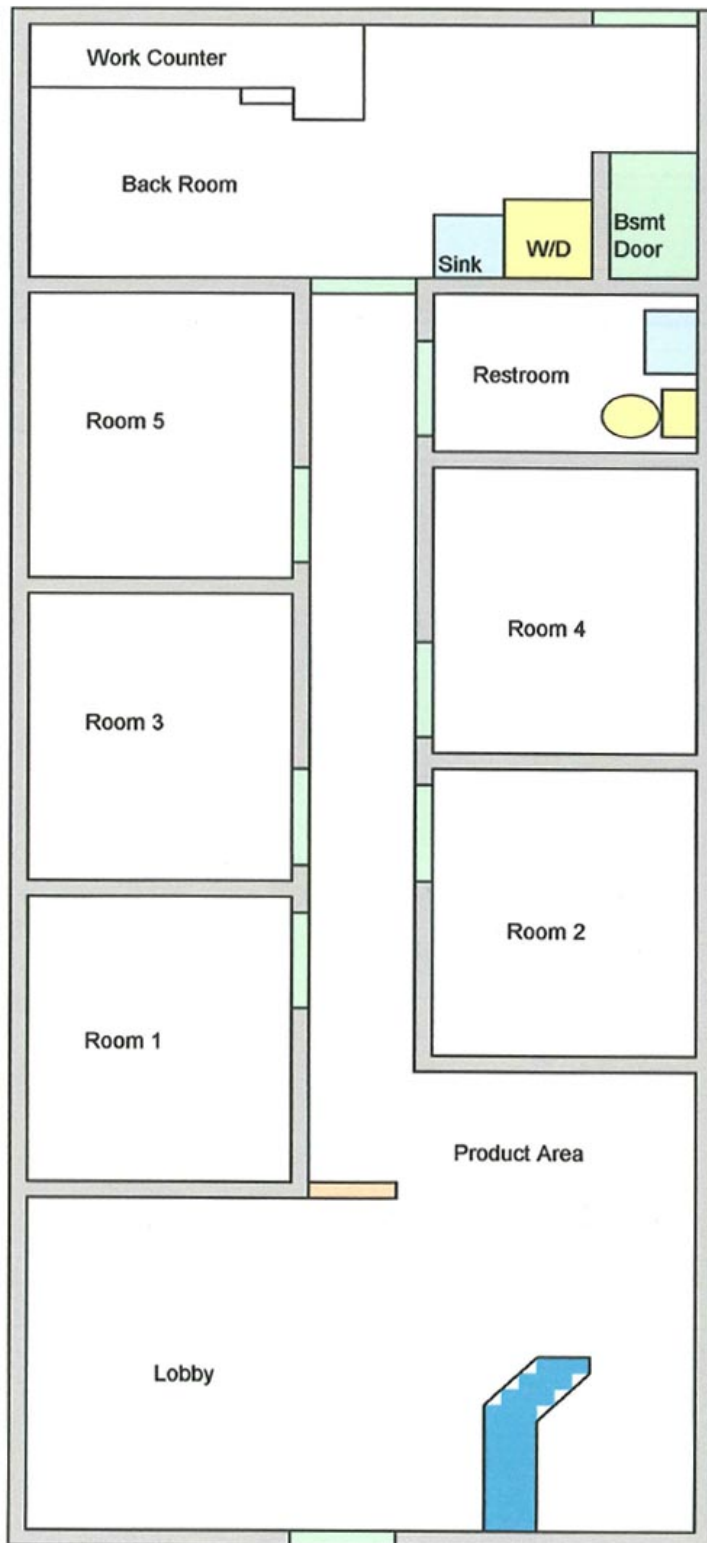 Work Counter
Back Room
Bsmt
Door
W/D
Sink
Restroom
Room 5
Room 4
Room 3
Room 2
Room 1
Product Area
Lobby